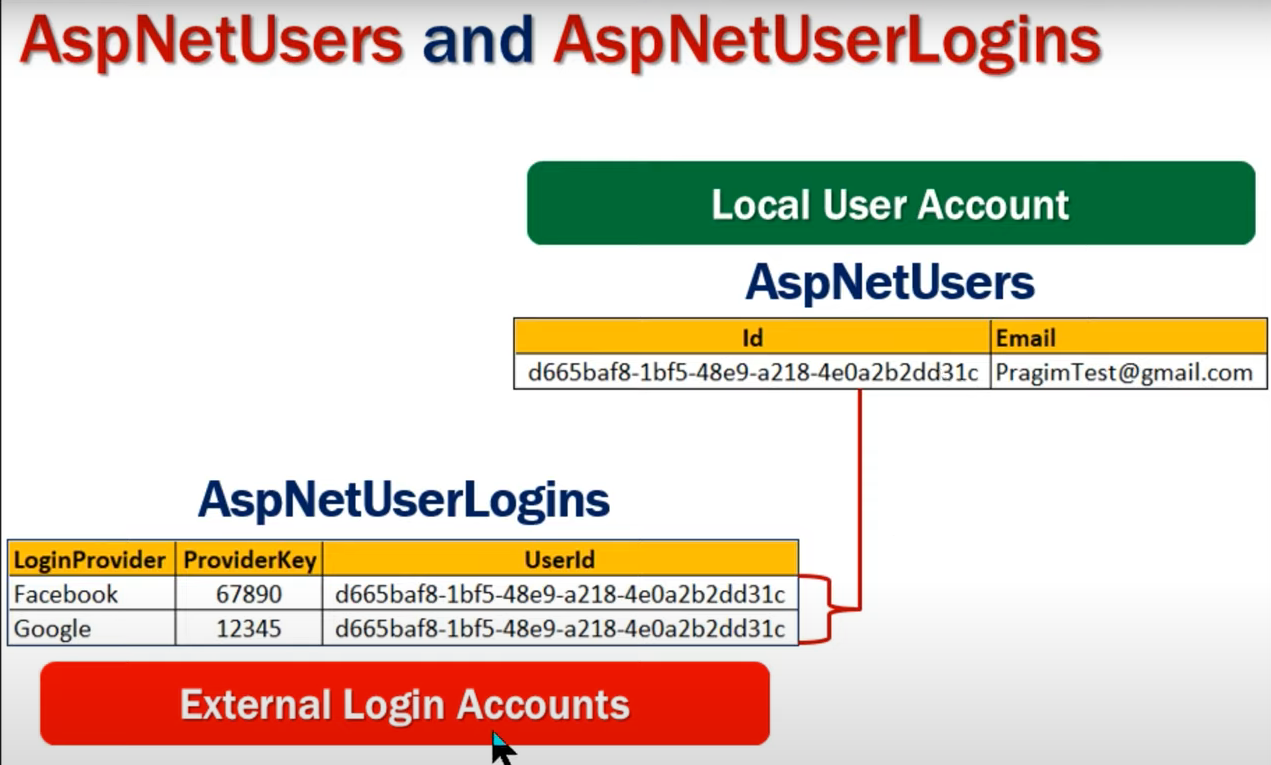 AspNetUsers and AspNetUserLogins
Local User Account
AspNetUsers
Id Email
d665baf8-1bf5-48e9-a218-4e0a2b2dd31c PragimTest@gmail.com
AspNetUserLogins
LoginProvider ProviderKey UserId
Facebook 67890 d665baf8-1bf5-48e9-a218-4e0a2b2dd31c
Google 12345 d665baf8-1bf5-48e9-a218-4e0a2b2dd31c
External Login Accounts